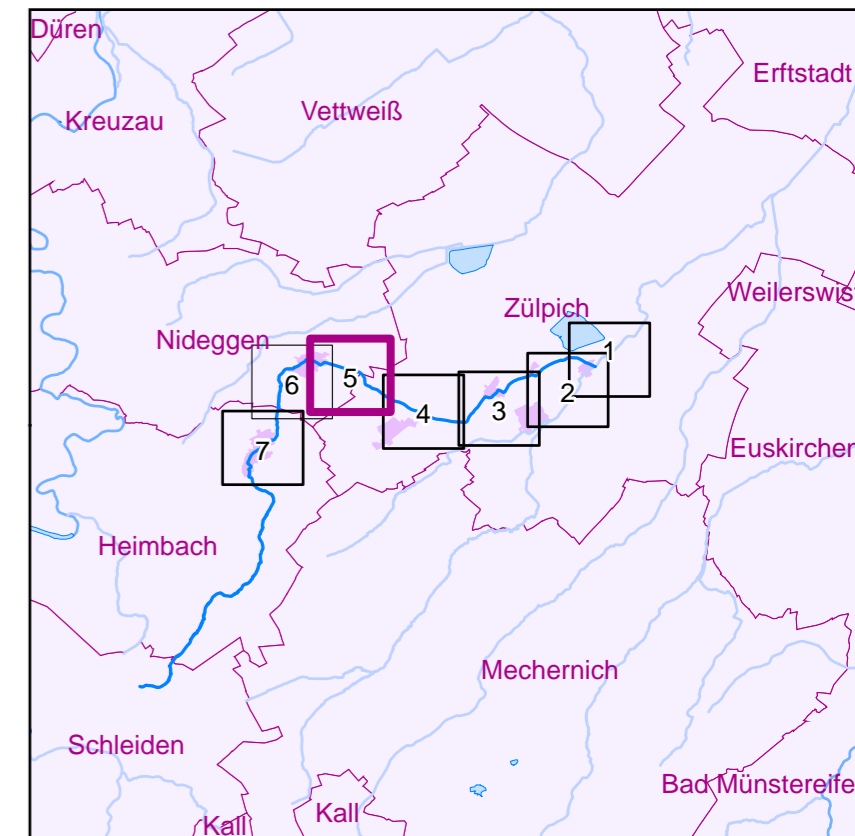 Düren
Erftstadt
Vettweiß
Kreuzau
Weilerswist
Zülpich
Nideggen
1
5
6
2
4
3
7
Euskirchen
Heimbach
Mechernich
Schleiden
Bad Münstereife
Kall
Kall